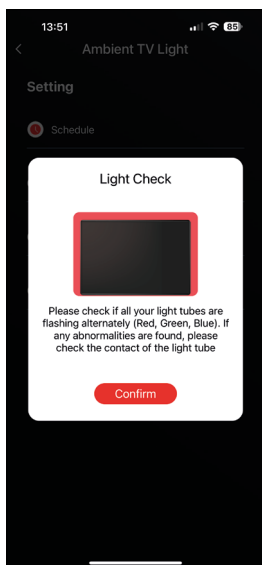 13:51
85
Ambient TV Light
Setting
Schedule
Light Check
Please check if all your light tubes are
flashing alternately (Red, Green, Blue). If
any abnormalities are found, please
check the contact of the light tube
Confirm